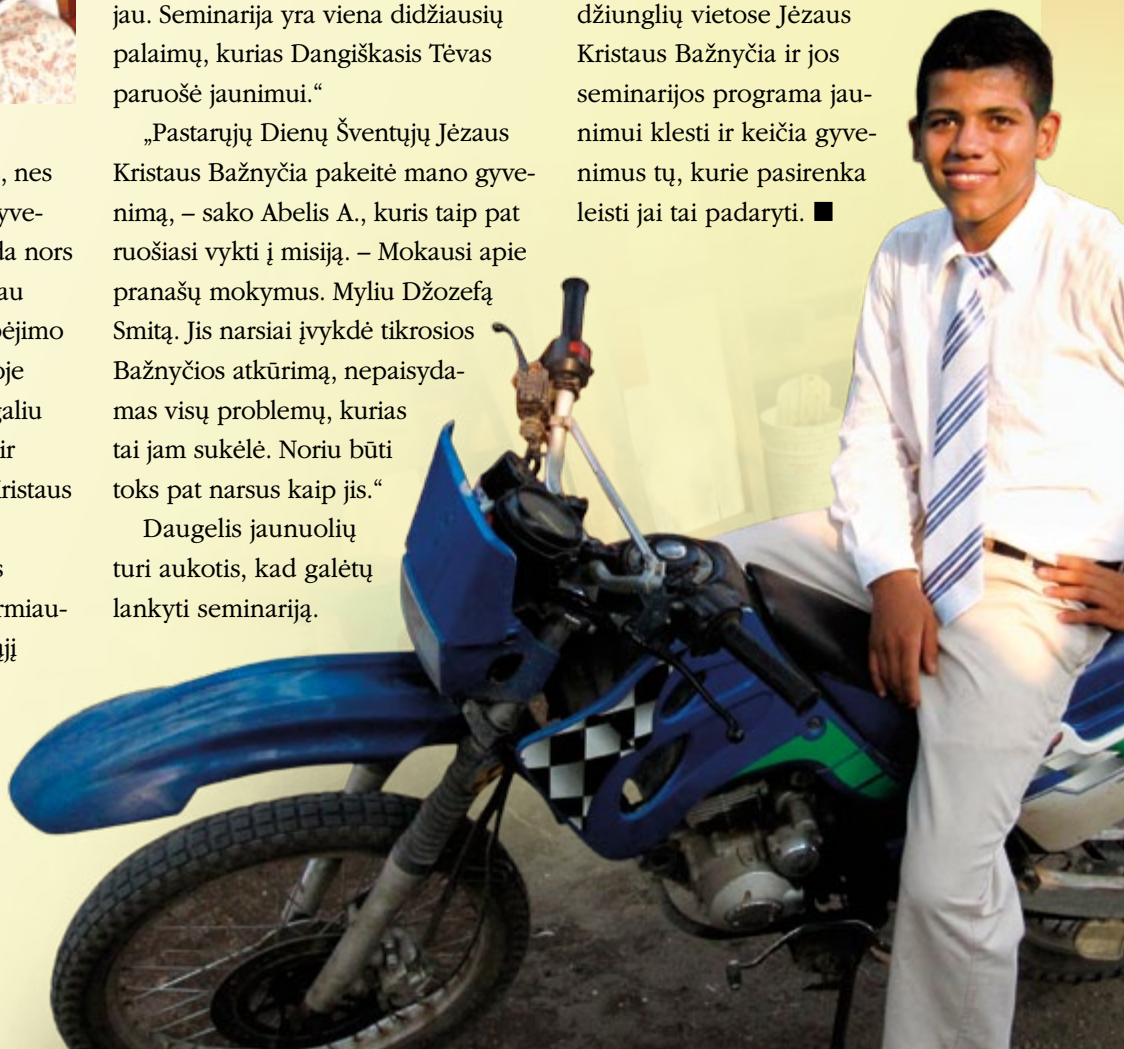 , nes
yve-
da nors
au
ėjimo
oje
galiu
ir
Kristaus
s
rmiau-
ąjį
jau. Seminarija yra viena didžiausių
palaimų, kurias Dangiškasis Tėvas
paruošė jaunimui.“
„Pastarųjų Dienų Šventųjų Jėzaus
Kristaus Bažnyčia pakeitė mano gyve-
nimą, – sako Abelis A., kuris taip pat
ruošiasi vykti į misiją. – Mokausi apie
pranašų mokymus. Myliu Džozefą
Smitą. Jis narsiai įvykdė tikrosios
Bažnyčios atkūrimą, nepaisyda-
mas visų problemų, kurias
tai jam sukėlė. Noriu būti
toks pat narsus kaip jis.“
Daugelis jaunuolių
turi aukotis, kad galėtų
lankyti seminariją.
džiunglių vietose Jėzaus
Kristaus Bažnyčia ir jos
seminarijos programa jau-
nimui klesti ir keičia gyve-
nimus tų, kurie pasirenka
leisti jai tai padaryti. ■